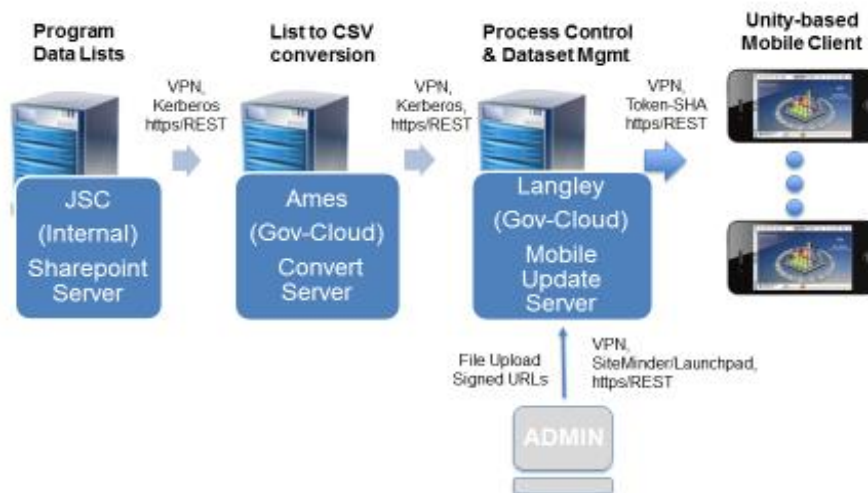 Program
Data Lists
List to CSV
conversion
Process Control
& Dataset Mgmt
Unity-based
Mobile Client
VPN,
Kerberos
https/REST
VPN,
Kerberos,
https/REST
VPN,
Token-SHA
https/REST
JSC
(Internal)
Sharepoint
Server
Ames
(Gov-Cloud)
Convert
Server
Langley
(Gov-Cloud)
Mobile
Update
Server
File Upload
Signed URLs
VPN,
SiteMinder/Launchpad,
https/REST
ADMIN